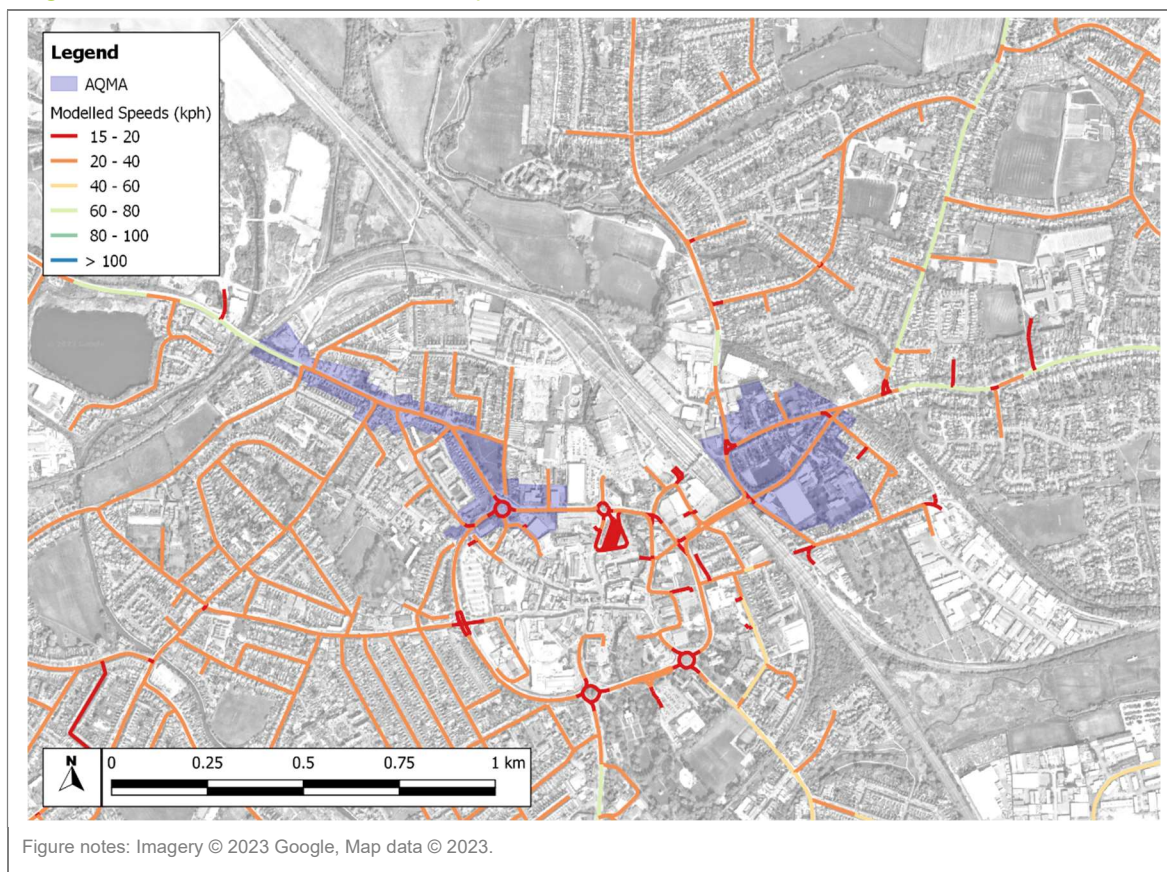 Legend
AQMA
Modelled Speeds (kph)
15 - 20
20 - 40
40 - 60
60 - 80
80 - 100
> 100
N
0 0.25 0.5 0.75 1 km
Figure notes: Imagery © 2023 Google, Map data © 2023.